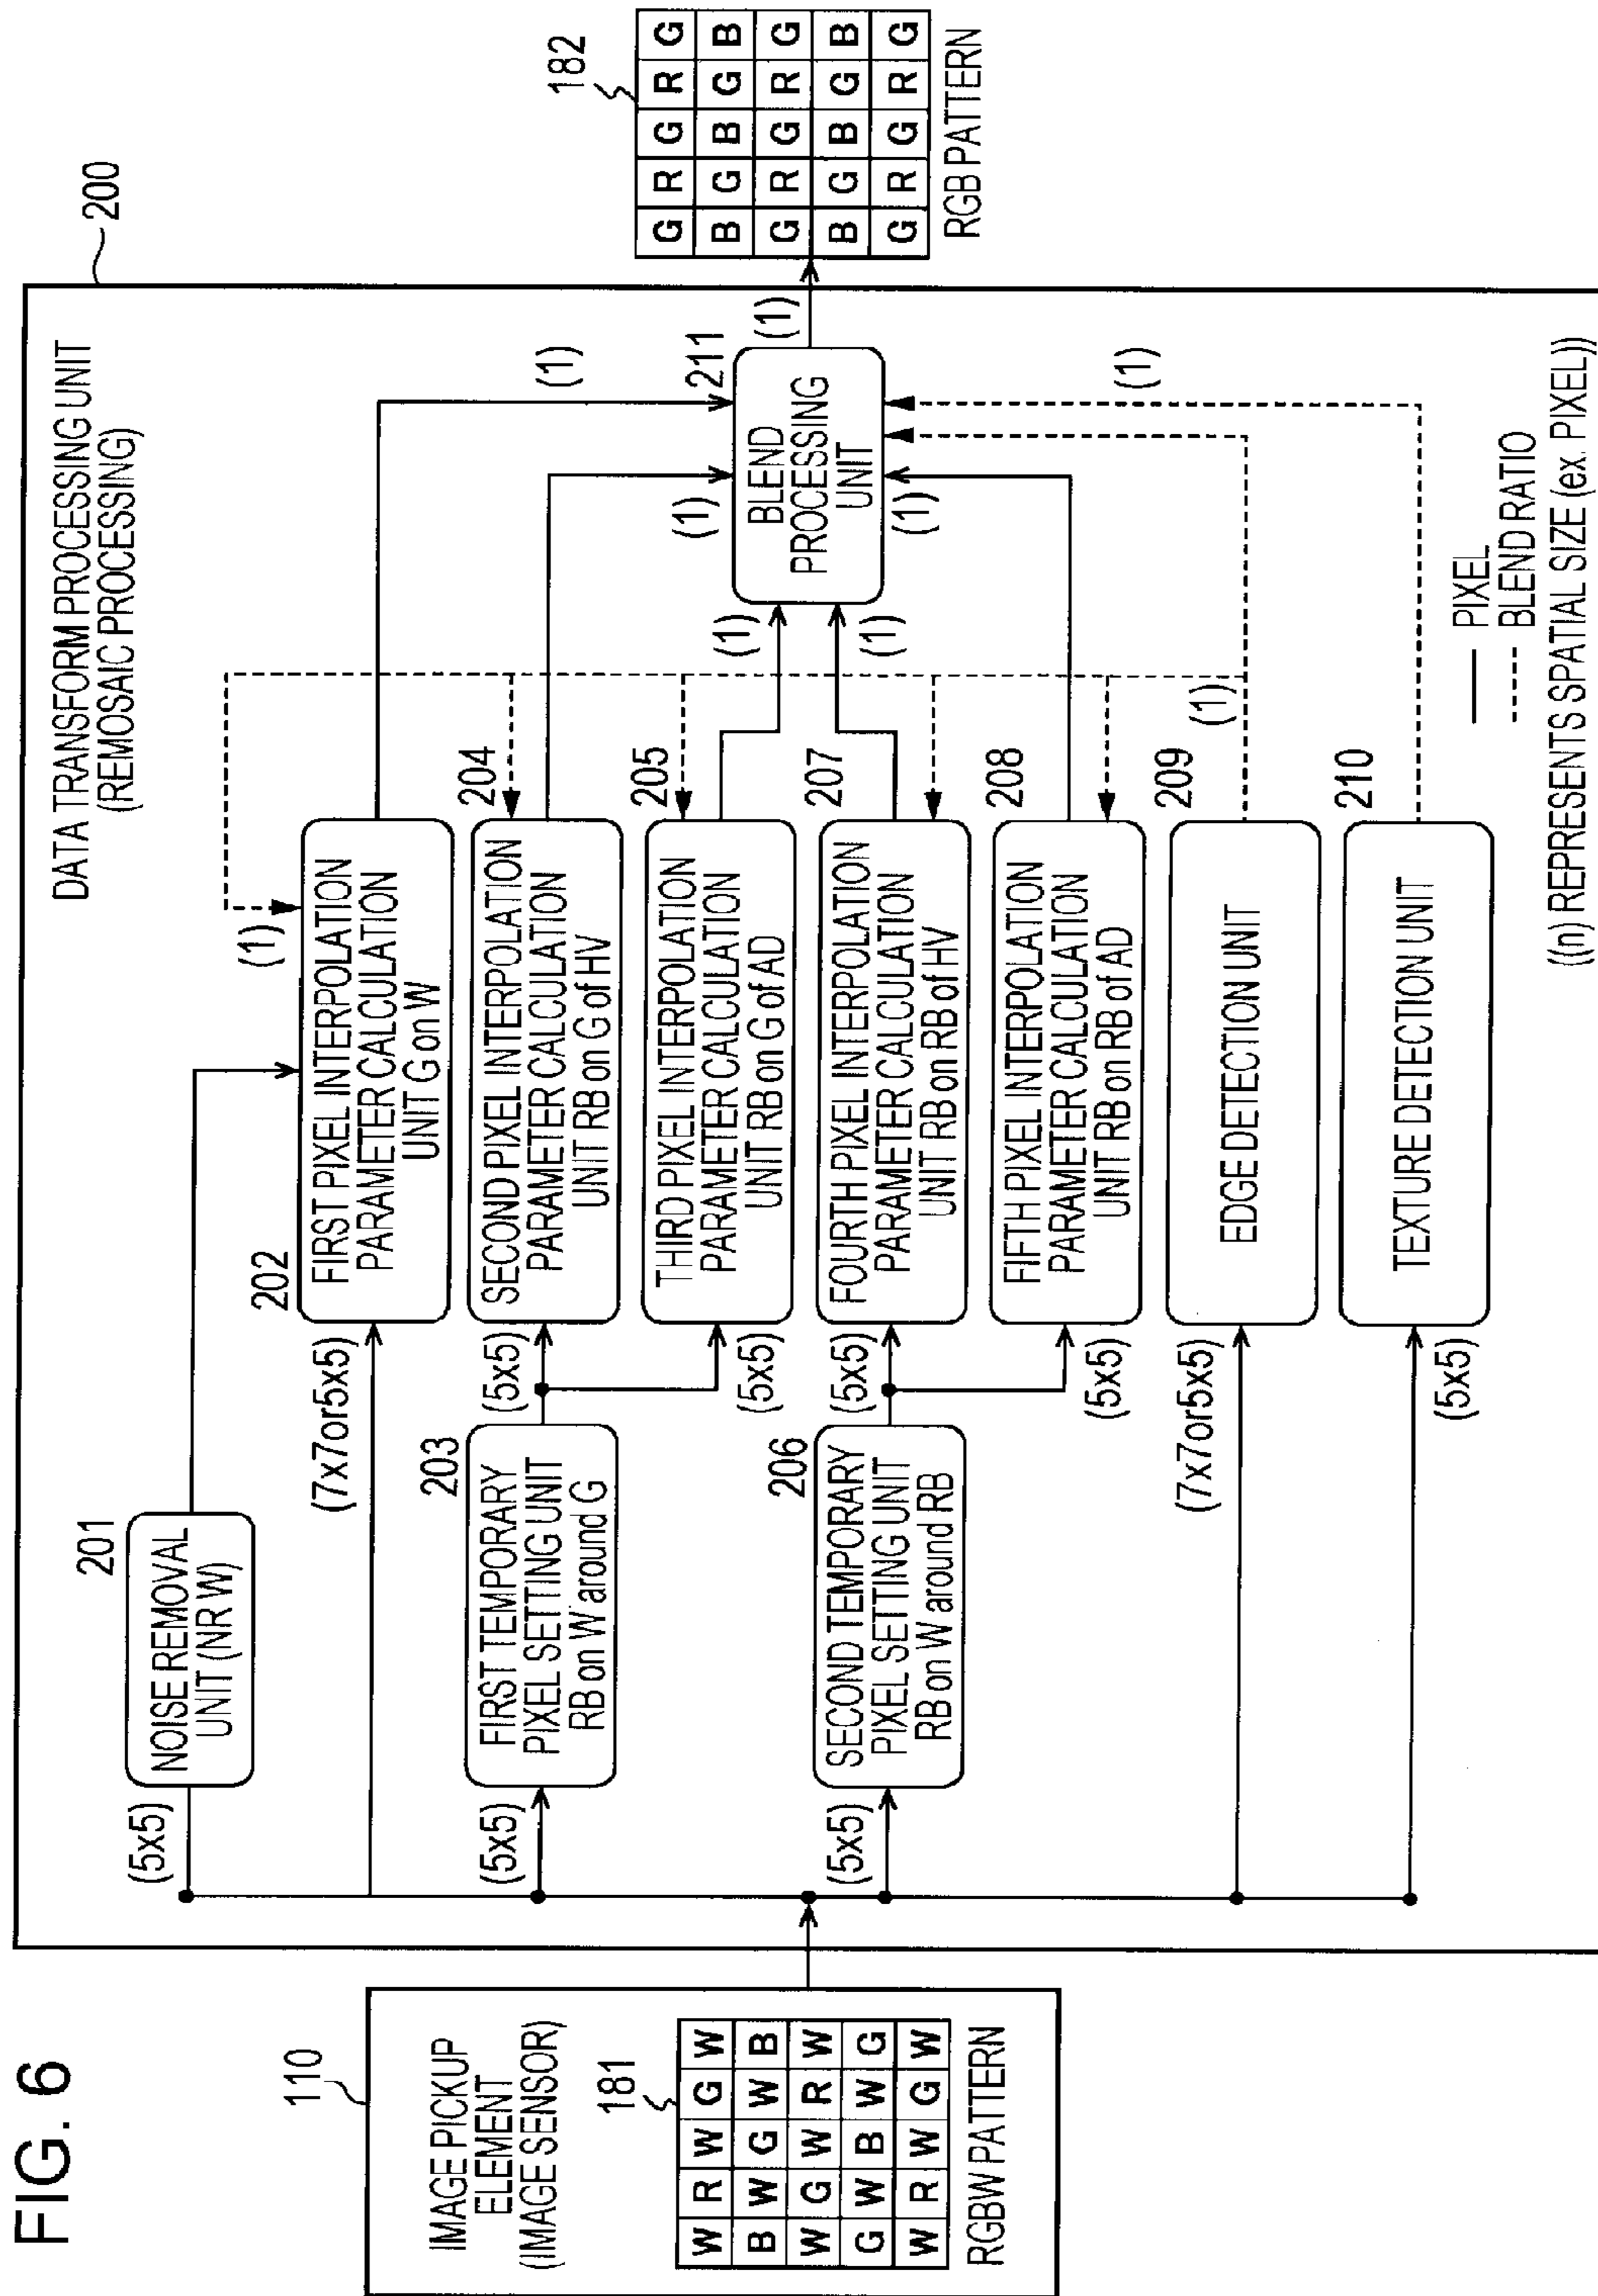 FIG. 6
110
IMAGE PICKUP
ELEMENT
(IMAGE SENSOR)
181
W R W G W
B W G W B
W G W R W
G W B W G
W R W G W
RGBW PATTERN
200
DATA TRANSFORM PROCESSING UNIT
(REMOSAIC PROCESSING)
(5x5)
201
NOISE REMOVAL
UNIT (NR W)
(7x7or5x5)
202
(1)
FIRST PIXEL INTERPOLATION
PARAMETER CALCULATION
UNIT G on W
(1)
(5x5)
203
FIRST TEMPORARY
PIXEL SETTING UNIT
RB on W around G
(5x5)
204
SECOND PIXEL INTERPOLATION
PARAMETER CALCULATION
UNIT RB on G of HV
(1)
(5x5)
205
THIRD PIXEL INTERPOLATION
PARAMETER CALCULATION
UNIT RB on G of AD
(1)
(5x5)
206
SECOND TEMPORARY
PIXEL SETTING UNIT
RB on W around RB
(5x5)
207
FOURTH PIXEL INTERPOLATION
PARAMETER CALCULATION
UNIT RB on RB of HV
(1)
(5x5)
208
FIFTH PIXEL INTERPOLATION
PARAMETER CALCULATION
UNIT RB on RB of AD
(1)
(7x7or5x5)
209
EDGE DETECTION UNIT
(1)
(5x5)
210
TEXTURE DETECTION UNIT
(1)
211
BLEND
PROCESSING
UNIT
(1)
182
G R G R G
B G B G B
G R G R G
B G B G B
G R G R G
RGB PATTERN
PIXEL
BLEND RATIO
((n) REPRESENTS SPATIAL SIZE (ex. PIXEL))